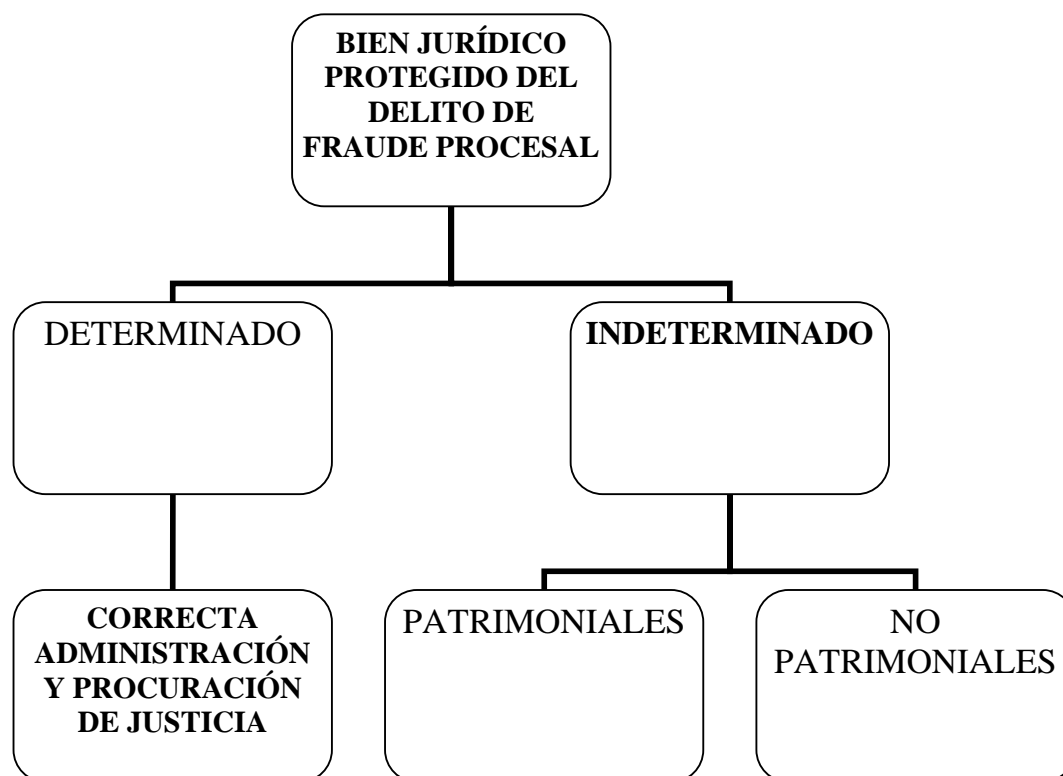 BIEN JURÍDICO
PROTEGIDO DEL
DELITO DE
FRAUDE PROCESAL
DETERMINADO
INDETERMINADO
CORRECTA
ADMINISTRACIÓN
Y PROCURACIÓN
DE JUSTICIA
PATRIMONIALES
NO
PATRIMONIALES